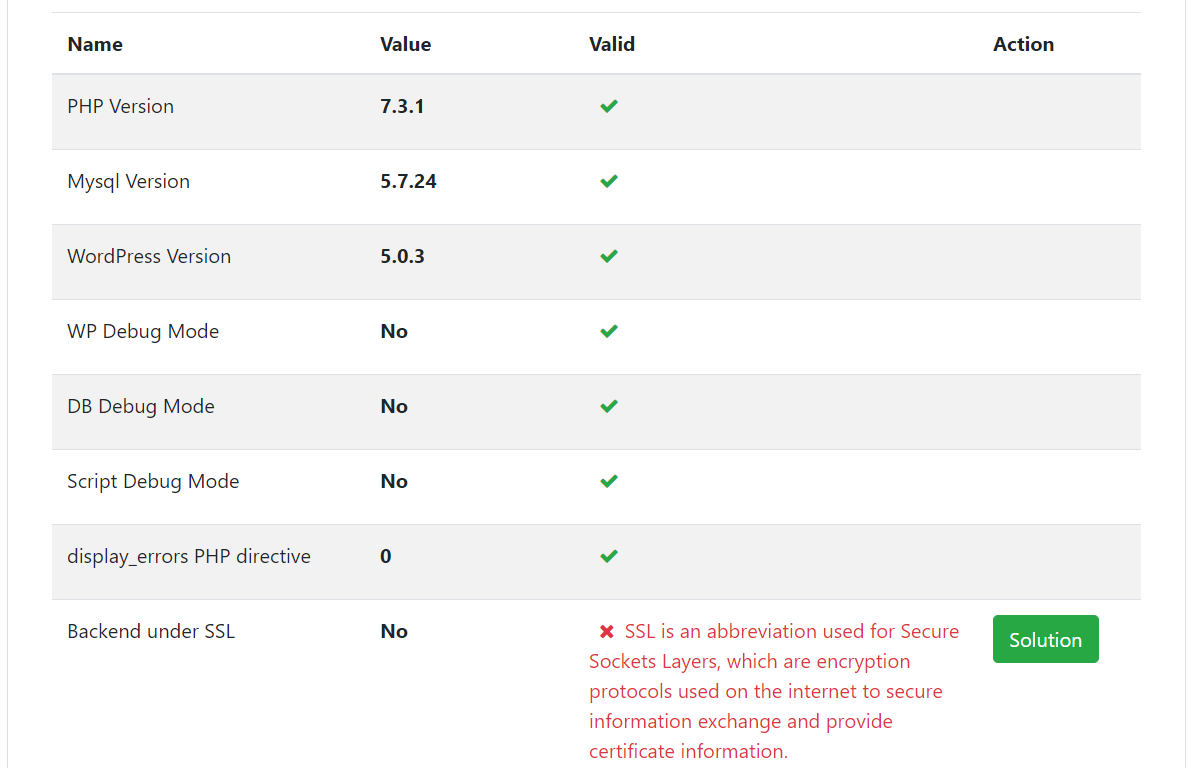 Name Value Valid Action
PHP Version 7.3.1
Mysql Version 5.7.24
WordPress Version 5.0.3
WP Debug Mode No
DB Debug Mode No
Script Debug Mode No
display_errors PHP directive 0
Backend under SSL No SSL is an abbreviation used for Secure Solution
Sockets Layers, which are encryption
protocols used on the internet to secure
information exchange and provide
certificate information.